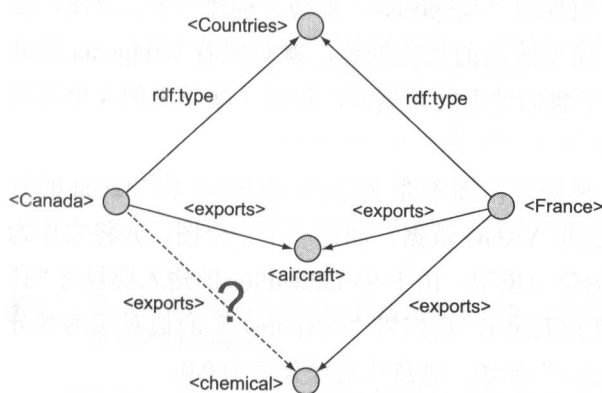 <Countries>
rdf:type
rdf:type
<Canada>
<exports>
<exports>
<France>
<aircraft>
<exports>
?
<exports>
<chemical>